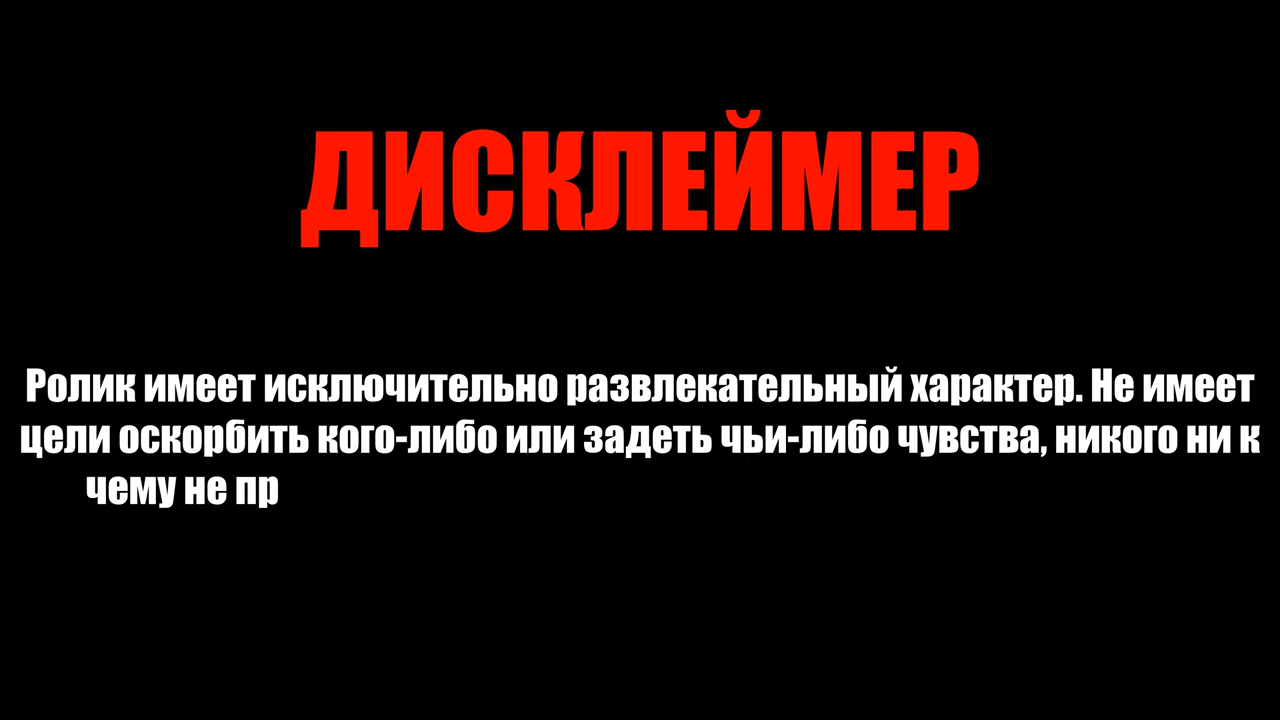 ДИСКЛЕЙМЕР
Ролик имеет исключительно развлекательный характер. Не имеет
цели оскорбить кого-либо или задеть чьи-либо чувства, никого ни к
чему не пр